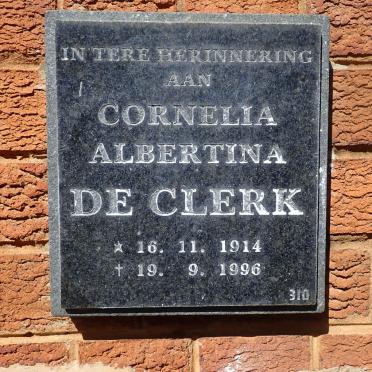 IN TERE HERINNERING
AAN
CORNELIA
ALBERTINA
DE CLERK
☆ 16. 11. 1914
† 19. 9. 1996
310